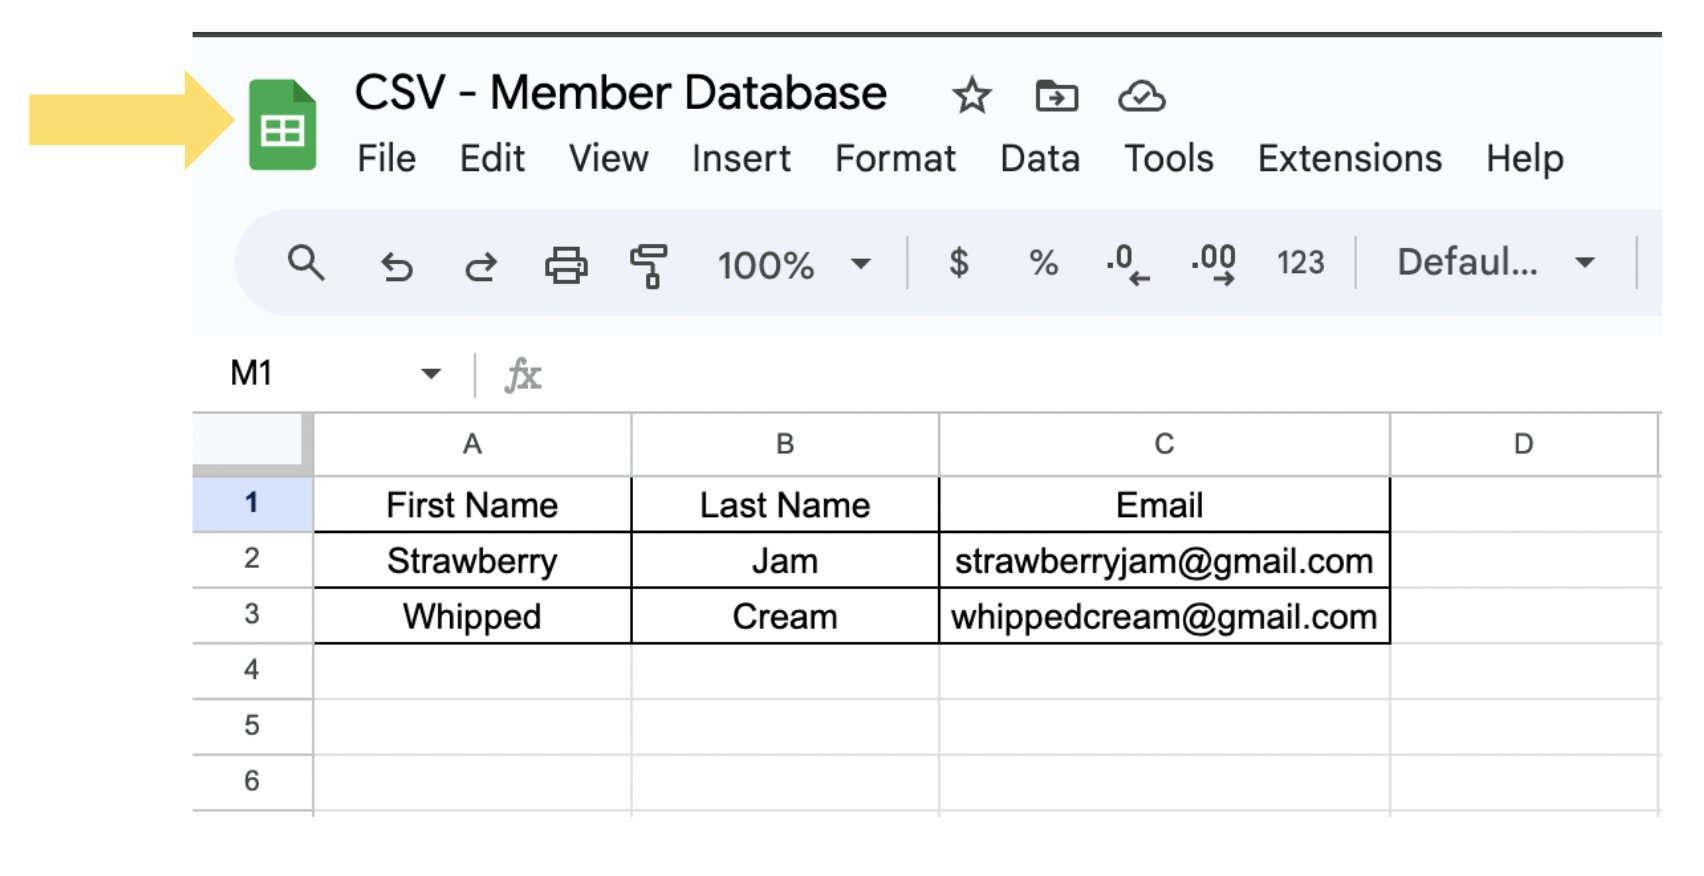 CSV - Member Database
File Edit View Insert Format Data Tools Extensions Help
100% $ % .0 .00 123 Defaul...
M1 fx
A B C D
1 First Name Last Name Email
2 Strawberry Jam strawberryjam@gmail.com
3 Whipped Cream whippedcream@gmail.com
4
5
6